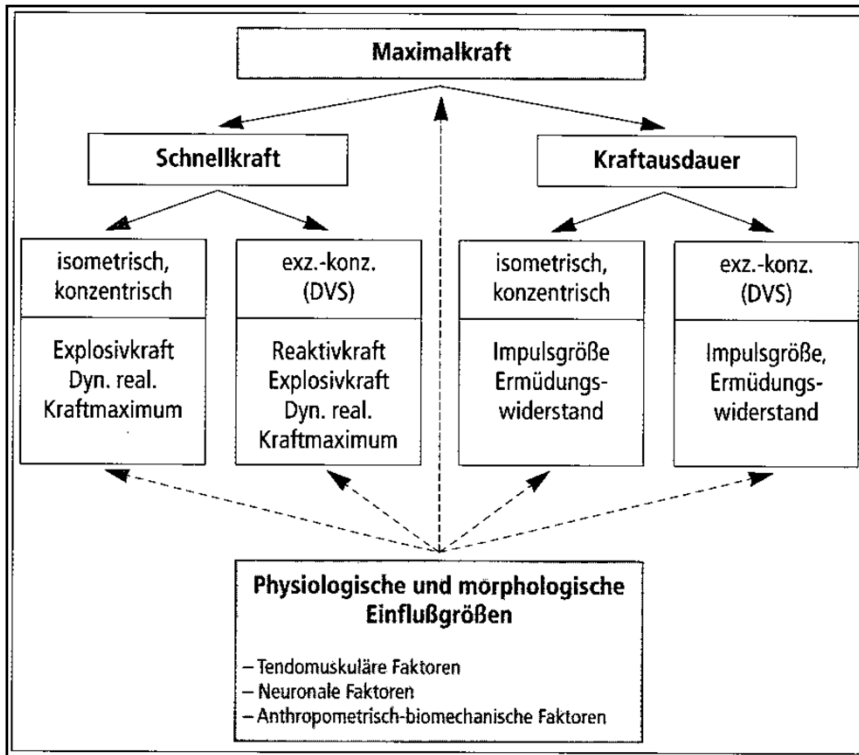 Maximalkraft
Schnellkraft
Kraftausdauer
isometrisch,
konzentrisch
Explosivkraft
Dyn. real.
Kraftmaximum
exz.-konz.
(DVS)
Reaktivkraft
Explosivkraft
Dyn. real.
Kraftmaximum
isometrisch,
konzentrisch
Impulsgröße
Ermüdungs-
widerstand
exz.-konz.
(DVS)
Impulsgröße,
Ermüdungs-
widerstand
Physiologische und morphologische
Einflußgrößen
– Tendomuskuläre Faktoren
– Neuronale Faktoren
– Anthropometrisch-biomechanische Faktoren